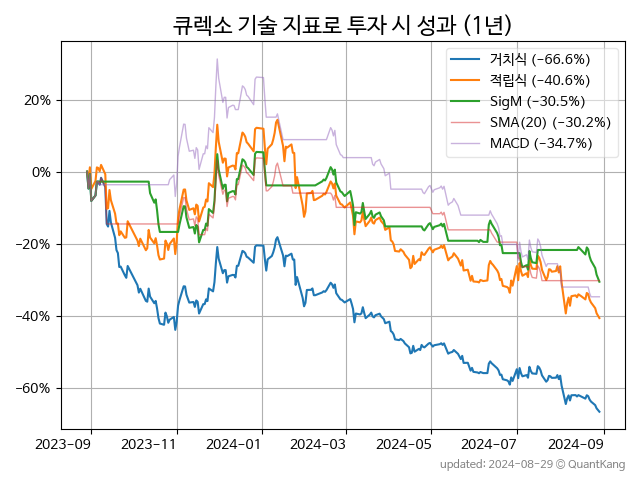 큐렉소 기술 지표로 투자 시 성과 (1년)
거치식 (−66.6%)
적립식 (−40.6%)
SigM (−30.5%)
SMA(20) (−30.2%)
MACD (−34.7%)
20%
0%
−20%
−40%
−60%
2023-09 2023-11 2024-01 2024-03 2024-05 2024-07 2024-09
updated: 2024-08-29 © QuantKang